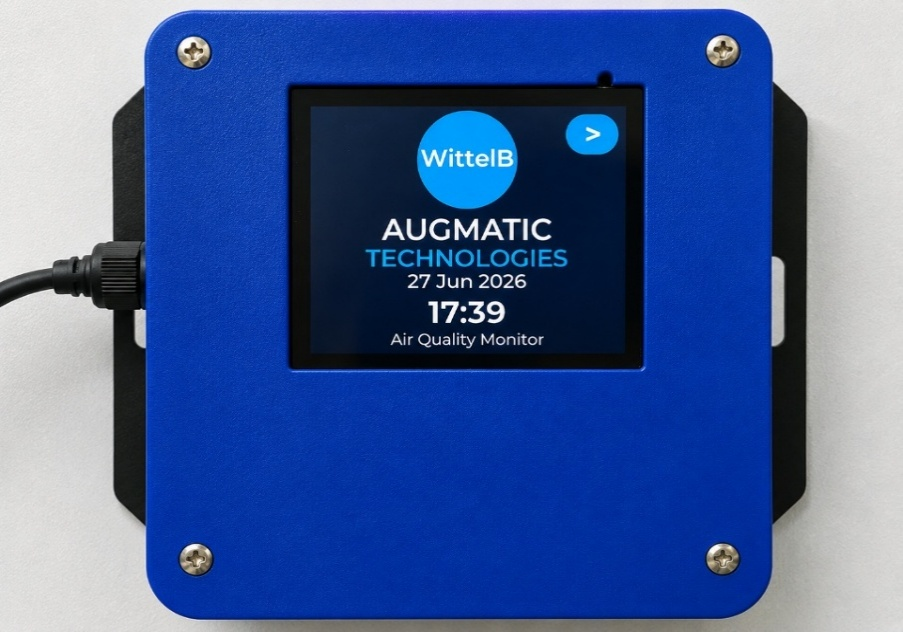 WittelB
>
AUGMATIC
TECHNOLOGIES
27 Jun 2026
17:39
Air Quality Monitor